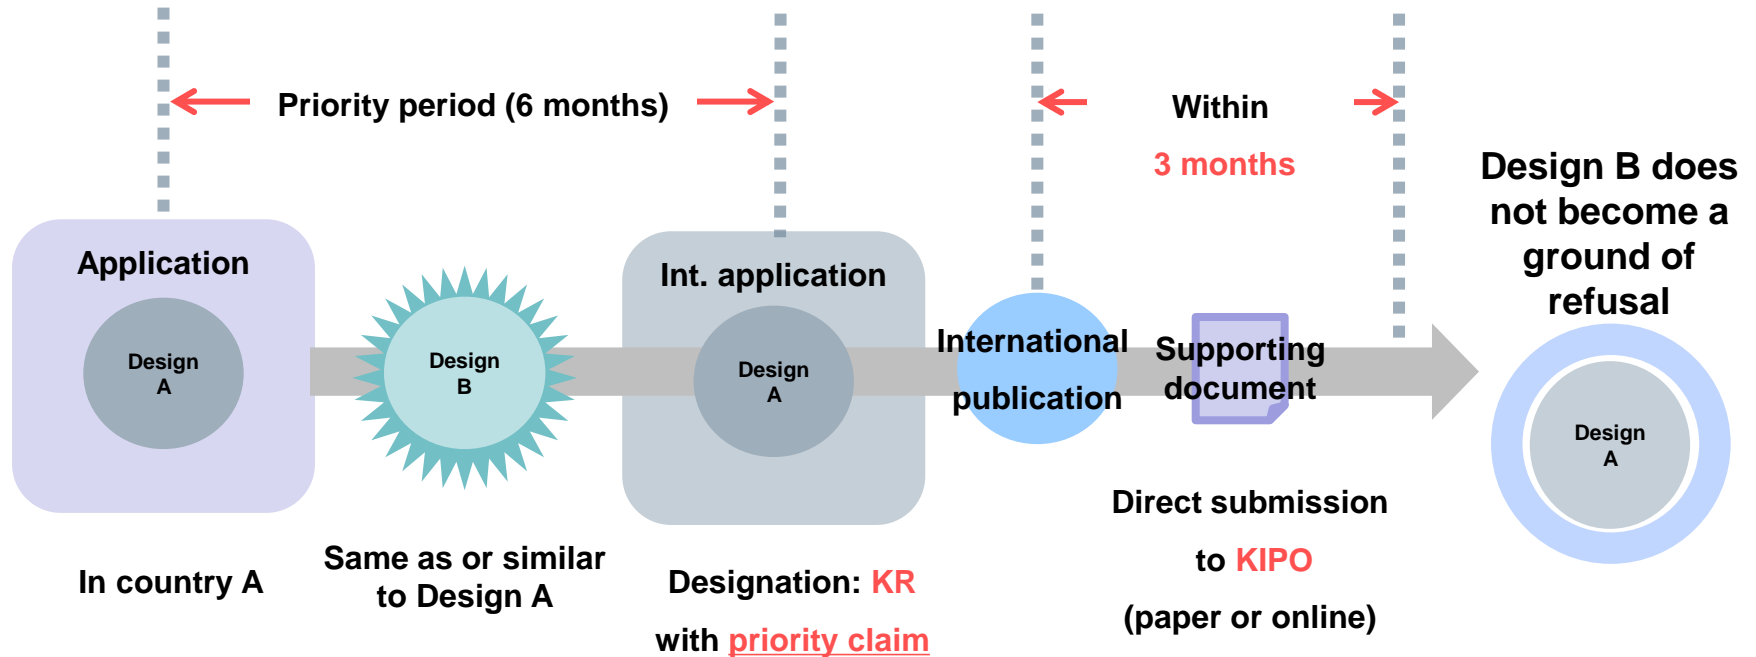 Priority period (6 months)
Within
3 months
Design B does
not become a
ground of
refusal
Application
Design
A
In country A
Design
B
Same as or similar
to Design A
Int. application
Design
A
Designation: KR
with priority claim
International
publication
Supporting
document
Direct submission
to KIPO
(paper or online)
Design
A